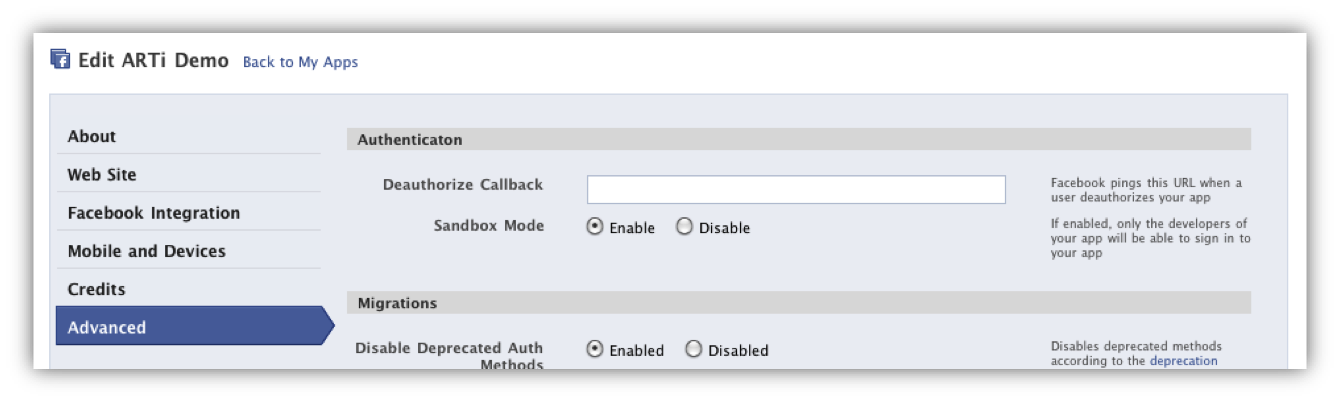 Edit ARTi Demo Back to My Apps
About
Web Site
Facebook Integration
Mobile and Devices
Credits
Advanced
Authenticaton
Deauthorize Callback
Facebook pings this URL when a
user deauthorizes your app
Sandbox Mode
Enable Disable
If enabled, only the developers of
your app will be able to sign in to
your app
Migrations
Disable Deprecated Auth
Methods
Enabled Disabled
Disables deprecated methods
according to the deprecation